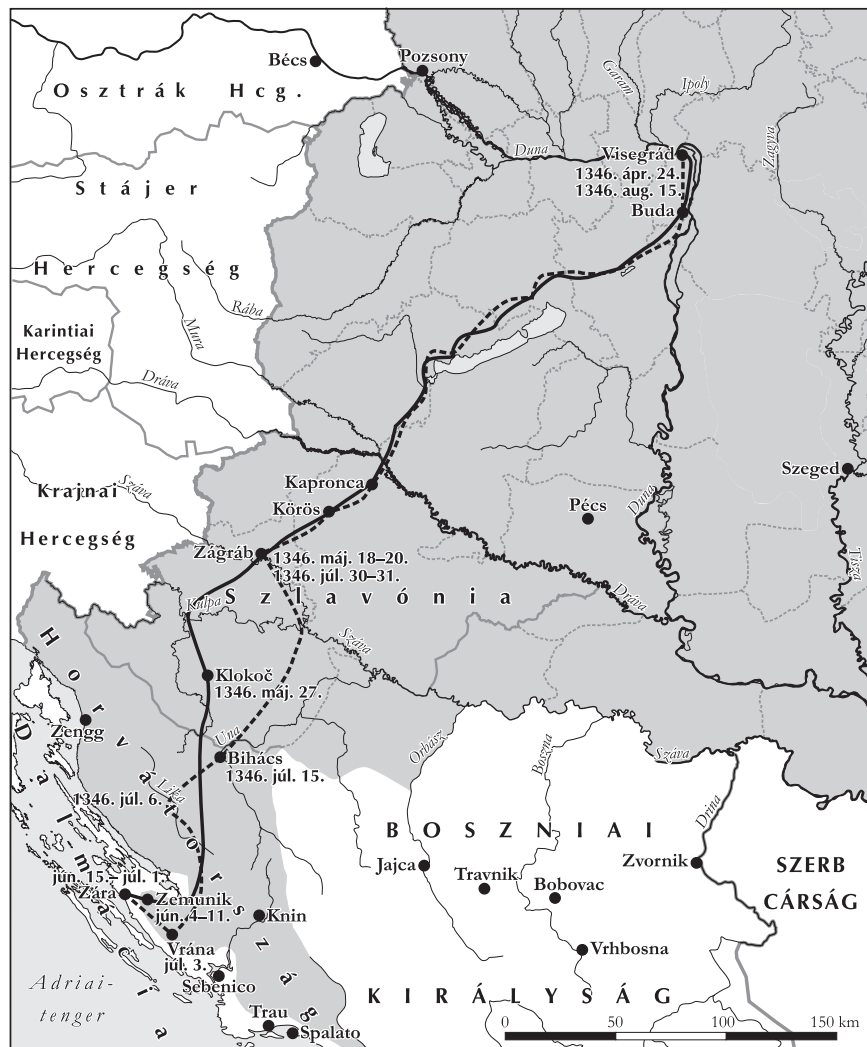 Bécs
Pozsony
Osztrák Hcg.
Garam
Ipoly
Zagyva
Duna
Visegrád
1346. ápr. 24.
1346. aug. 15.
Buda
Stájer
Hercegség
Rába
Mura
Karintiai
Hercegség
Dráva
Kapronca
Körös
Szeged
Pécs
Duna
Tisza
Krajnai
Hercegség
Száva
Zágráb
1346. máj. 18–20.
1346. júl. 30–31.
Kulpa
Szlavónia
Dráva
Száva
Klokoč
1346. máj. 27.
Zengg
Horvátország
Dalmácia
Una
Bihács
1346. júl. 15.
Orbász
Boszna
Száva
Drina
Lika
1346. júl. 6.
BOSZNIAI
Jajca
Travnik
Bobovac
Zvornik
SZERB
CÁRSÁG
jún. 15.– júl. 1.
Zára
Zemunik
jún. 4–11.
Knin
Vrána
júl. 3.
Vrhbosna
Sebenico
Adriai-
tenger
KIRÁLYSÁG
Trau
Spalato
0 50 100 150 km